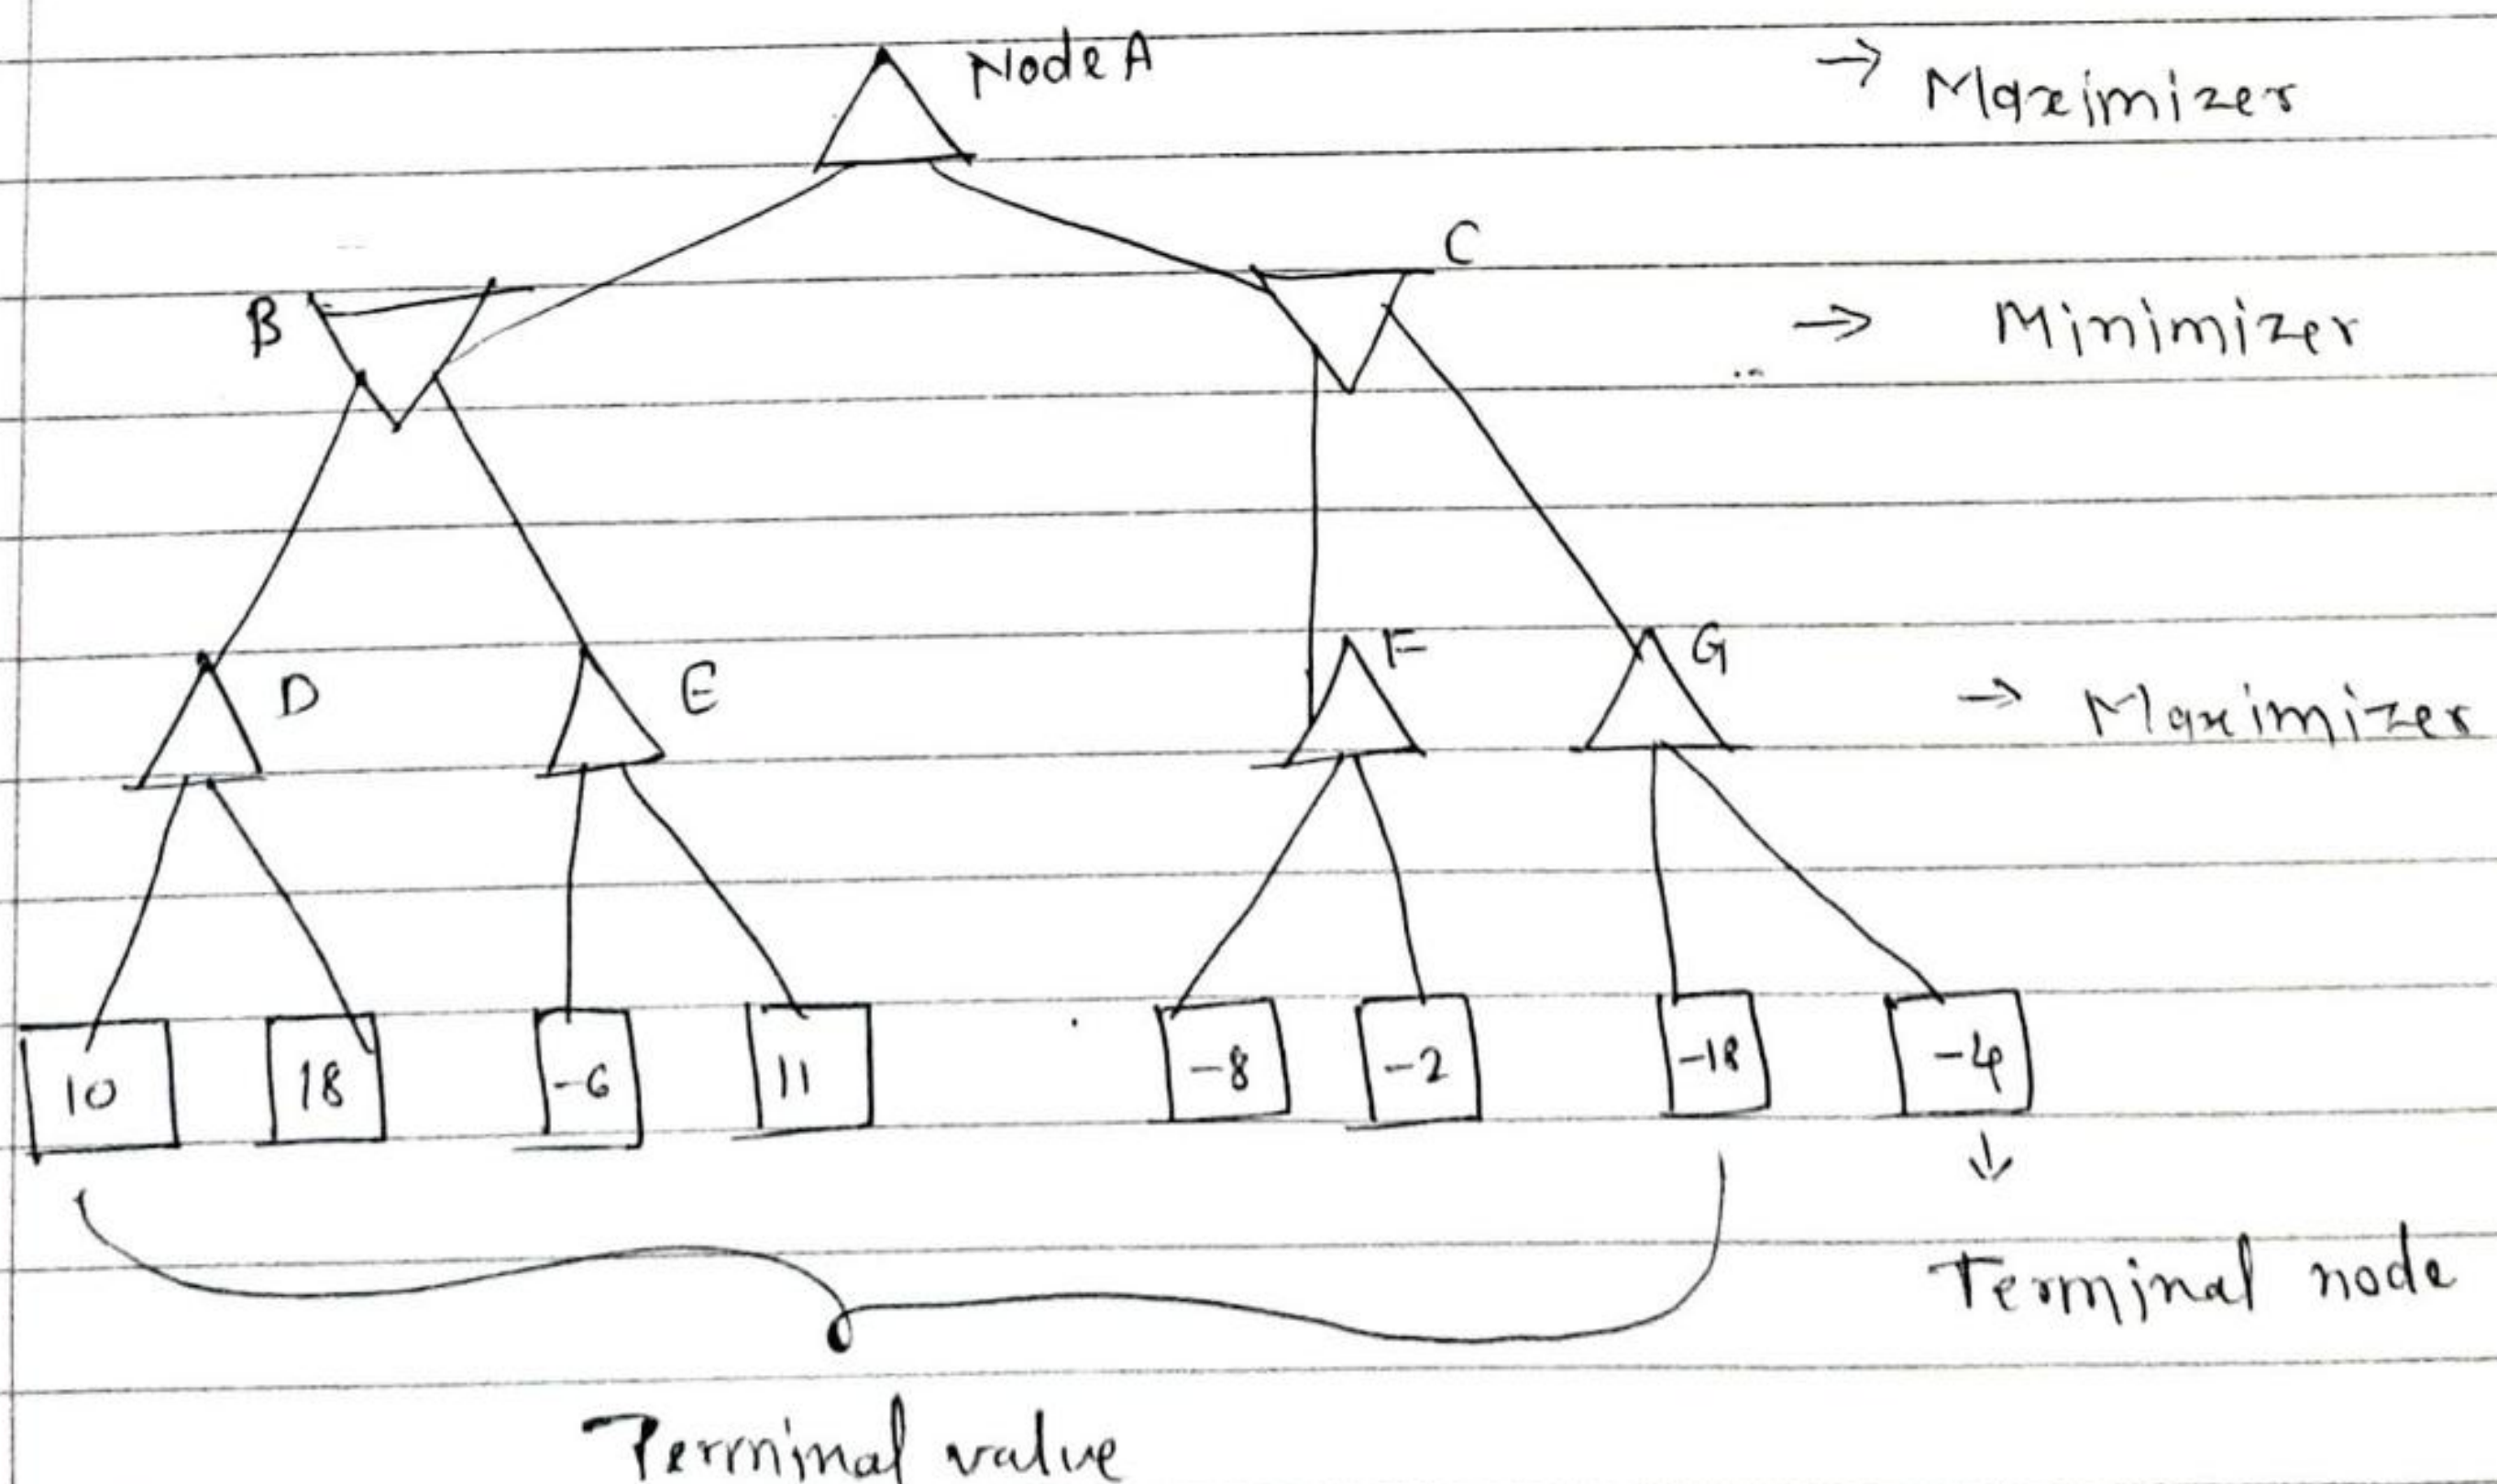 Node A → Maximizer
B C → Minimizer
D E F G → Maximizer
10 18 -6 11 -8 -2 -18 -4
↓
Terminal node
Terminal value